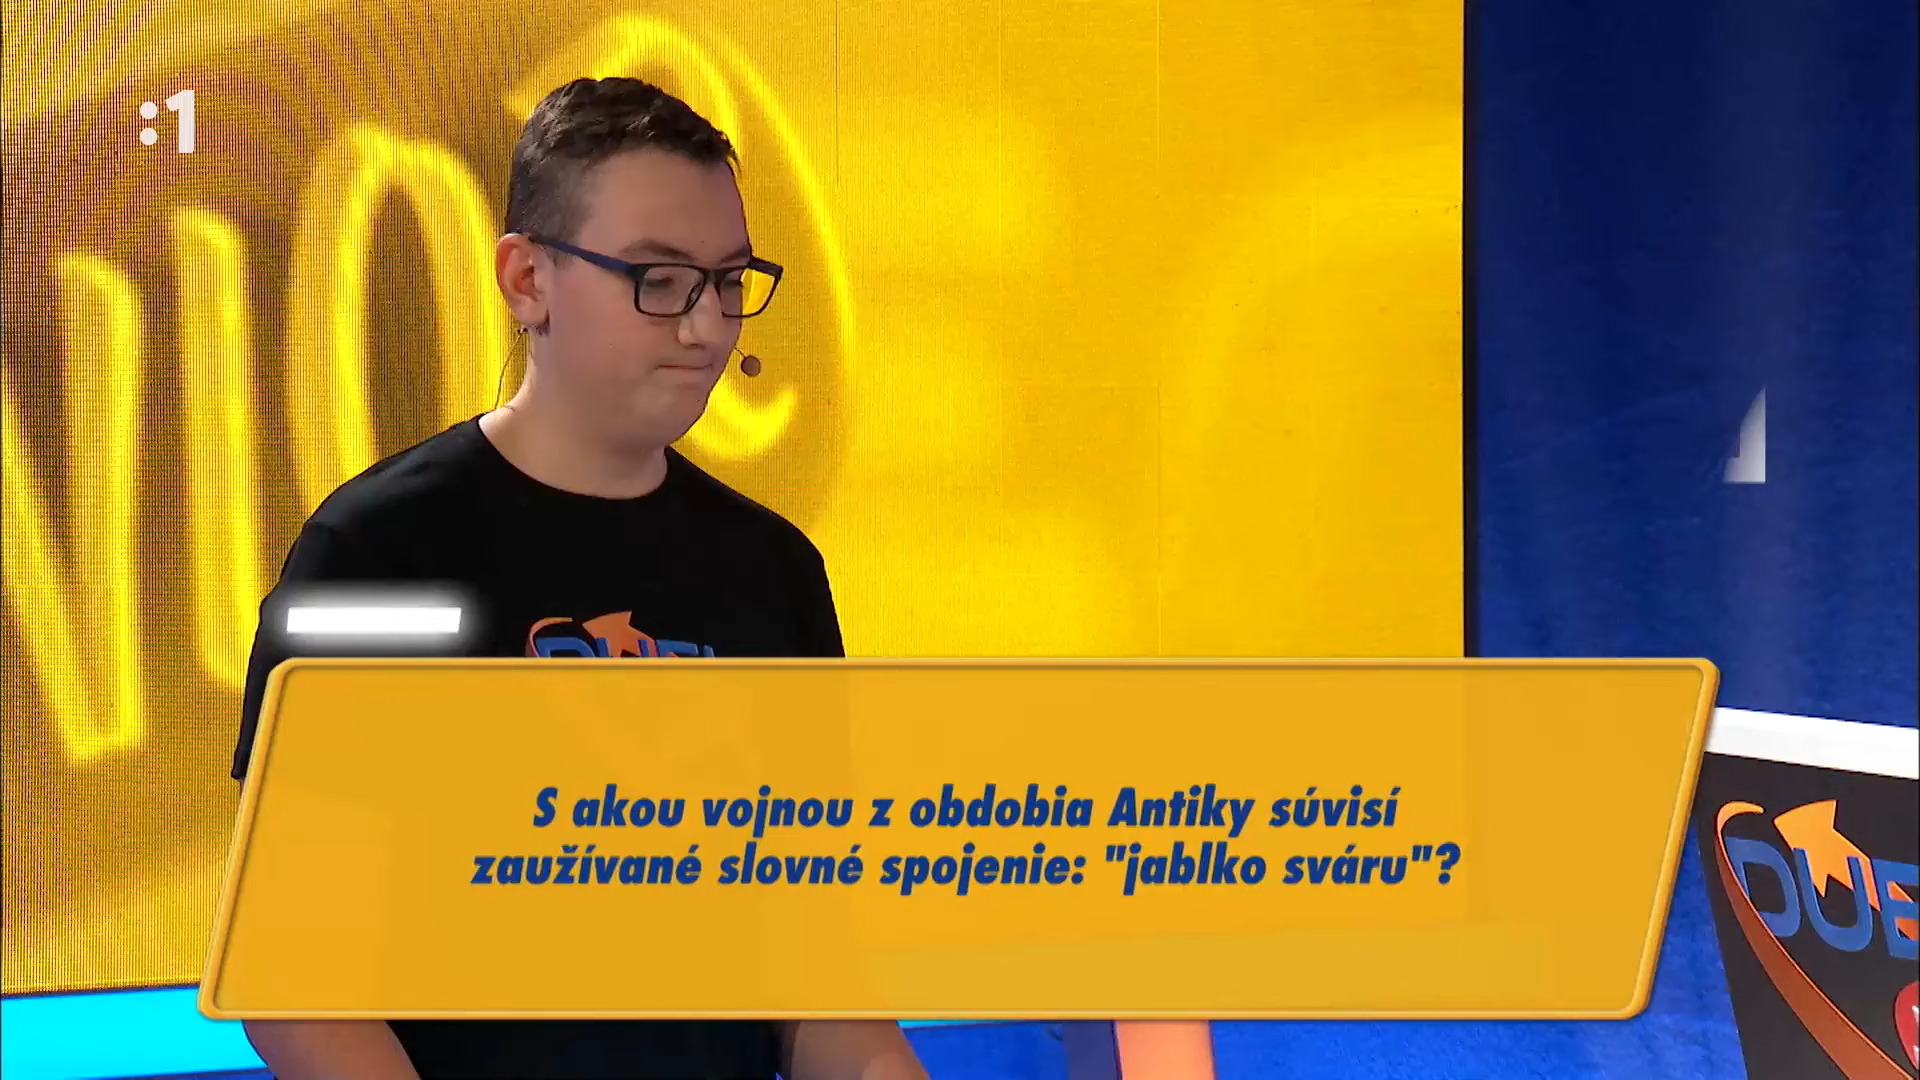 :1
S akou vojnou z obdobia Antiky súvisí
zaužívané slovné spojenie: "jablko sváru"?